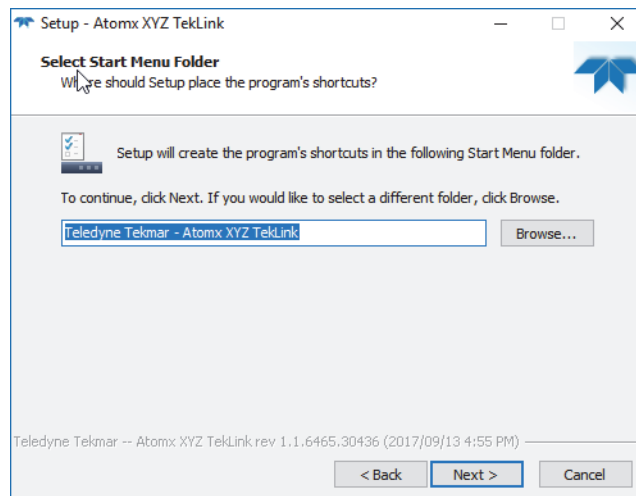 Setup - Atomx XYZ TekLink
Select Start Menu Folder
Where should Setup place the program's shortcuts?
Setup will create the program's shortcuts in the following Start Menu folder.
To continue, click Next. If you would like to select a different folder, click Browse.
Teledyne Tekmar - Atomx XYZ TekLink
Browse...
Teledyne Tekmar -- Atomx XYZ TekLink rev 1.1.6465.30436 (2017/09/13 4:55 PM)
< Back Next > Cancel